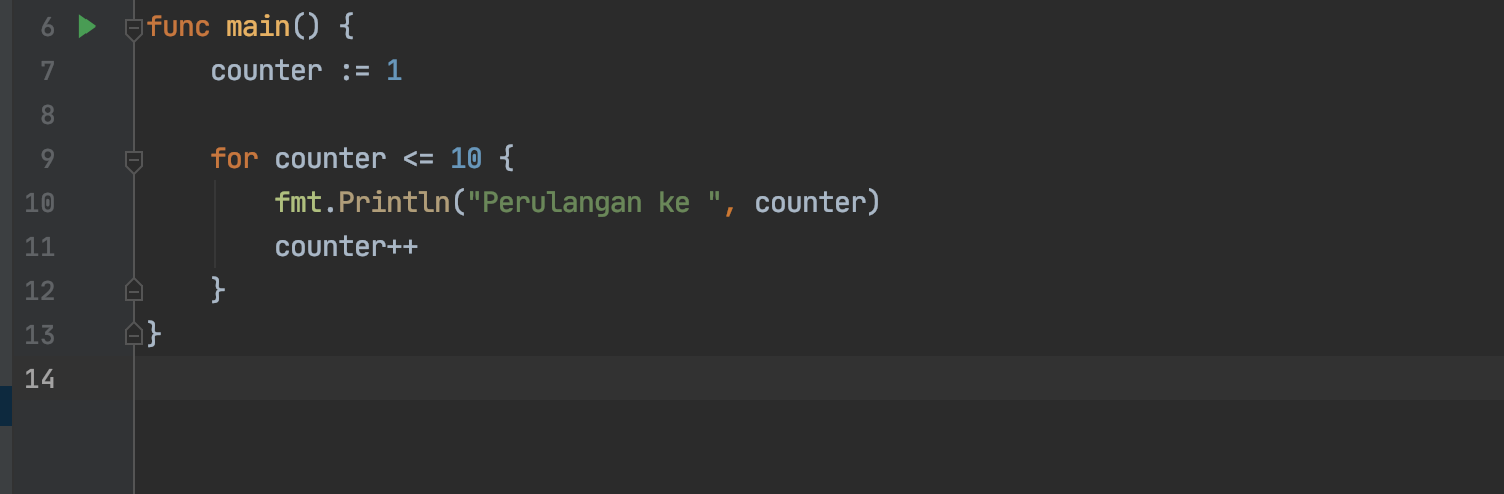 6 func main() {
7     counter := 1
8
9     for counter <= 10 {
10         fmt.Println("Perulangan ke ", counter)
11         counter++
12     }
13 }
14